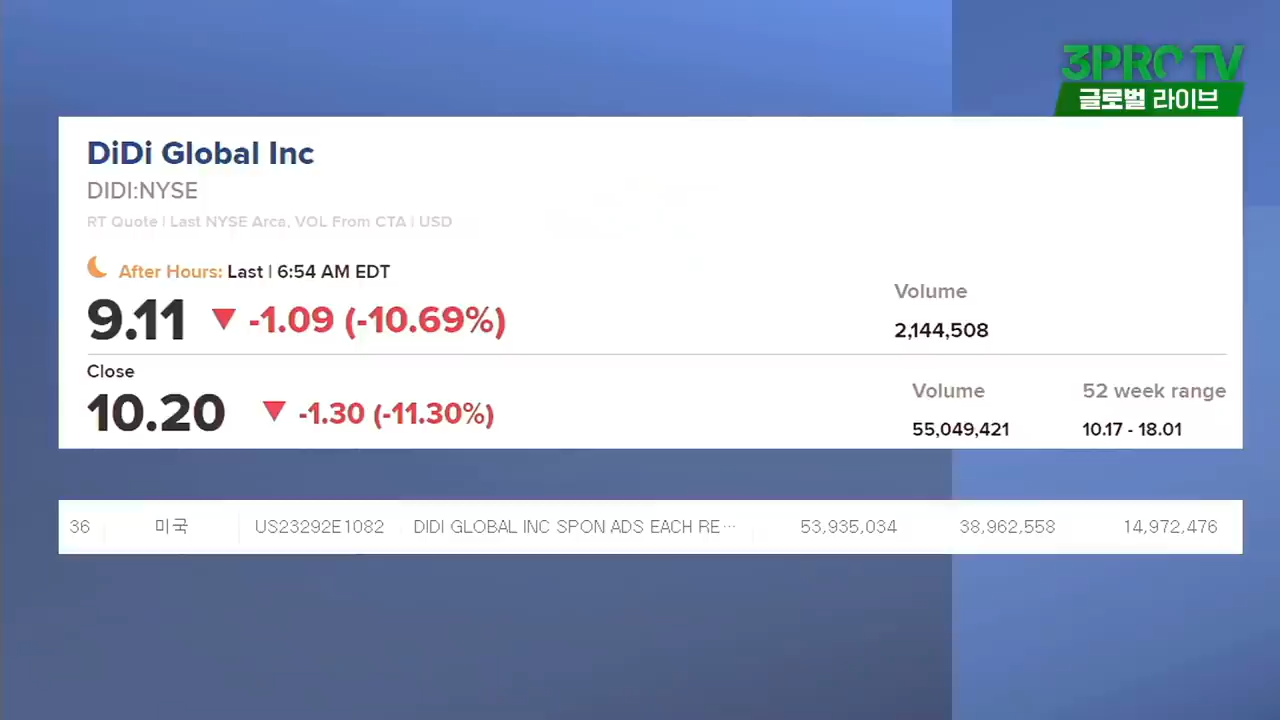 3PRO TV
글로벌 라이브
DiDi Global Inc
DIDI:NYSE
RT Quote | Last NYSE Arca, VOL From CTA | USD
After Hours: Last | 6:54 AM EDT
9.11 ▼ -1.09 (-10.69%)
Volume
2,144,508
Close
10.20 ▼ -1.30 (-11.30%)
Volume
55,049,421
52 week range
10.17 - 18.01
36 미국 US23292E1082 DIDI GLOBAL INC SPON ADS EACH RE··· 53,935,034 38,962,558 14,972,476